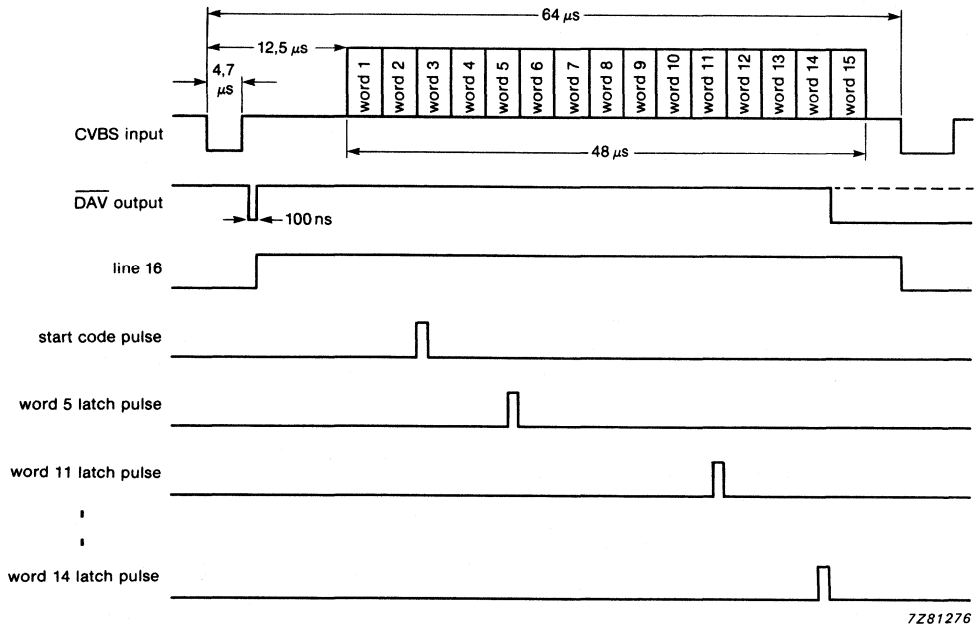 64 μs
12,5 μs
4,7
μs
word 1
word 2
word 3
word 4
word 5
word 6
word 7
word 8
word 9
word 10
word 11
word 12
word 13
word 14
word 15
CVBS input
48 μs
DAV output
100 ns
line 16
start code pulse
word 5 latch pulse
word 11 latch pulse
word 14 latch pulse
7Z81276